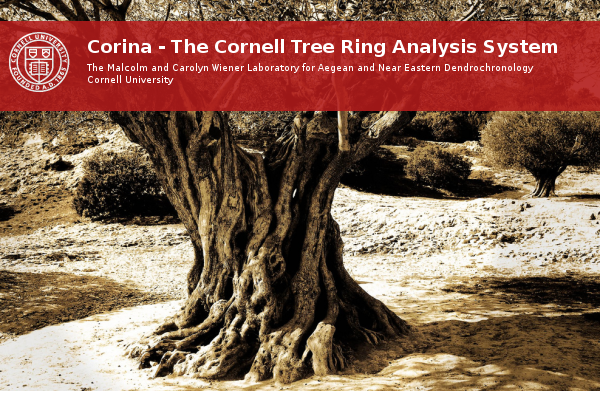 Corina - The Cornell Tree Ring Analysis System
The Malcolm and Carolyn Wiener Laboratory for Aegean and Near Eastern Dendrochronology
Cornell University
CORNELL UNIVERSITY
FOUNDED A.D. 1865